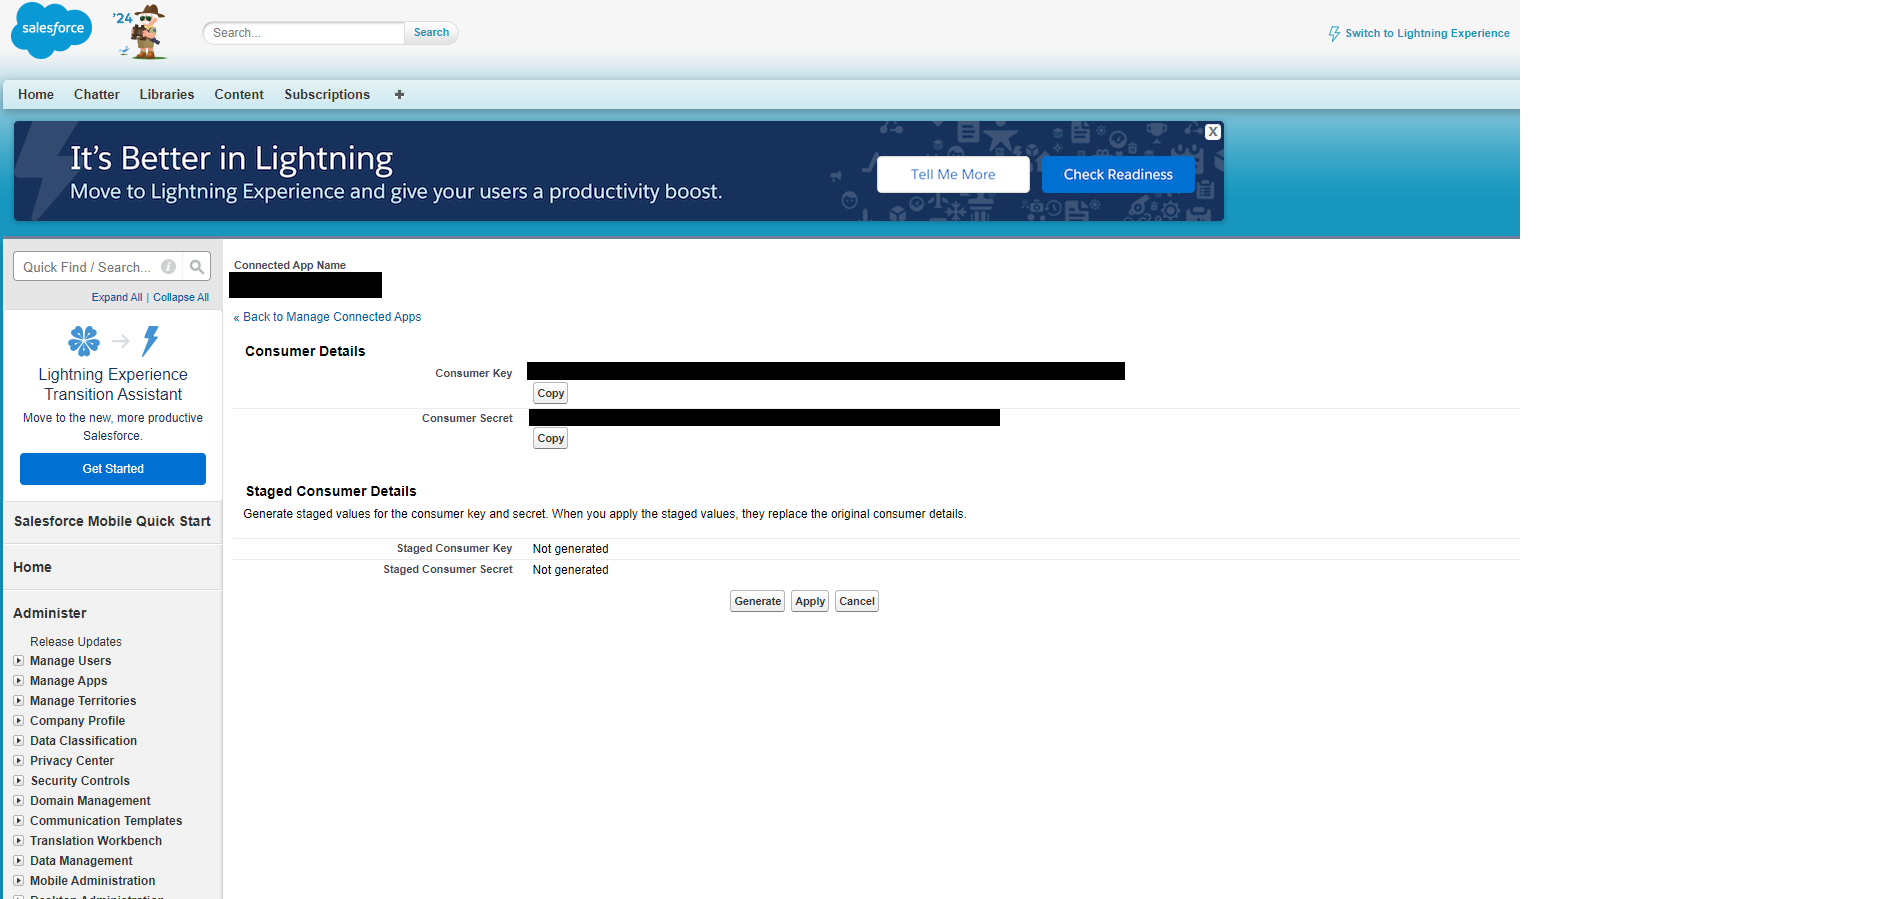 salesforce
'24
Search...
Search
Switch to Lightning Experience
Home
Chatter
Libraries
Content
Subscriptions
It's Better in Lightning
Move to Lightning Experience and give your users a productivity boost.
Tell Me More
Check Readiness
X
Quick Find / Search...
Expand All | Collapse All
Lightning Experience
Transition Assistant
Move to the new, more productive
Salesforce.
Get Started
Salesforce Mobile Quick Start
Home
Administer
Release Updates
Manage Users
Manage Apps
Manage Territories
Company Profile
Data Classification
Privacy Center
Security Controls
Domain Management
Communication Templates
Translation Workbench
Data Management
Mobile Administration
Desktop Administration
Connected App Name
« Back to Manage Connected Apps
Consumer Details
Consumer Key
Copy
Consumer Secret
Copy
Staged Consumer Details
Generate staged values for the consumer key and secret. When you apply the staged values, they replace the original consumer details.
Staged Consumer Key Not generated
Staged Consumer Secret Not generated
Generate
Apply
Cancel